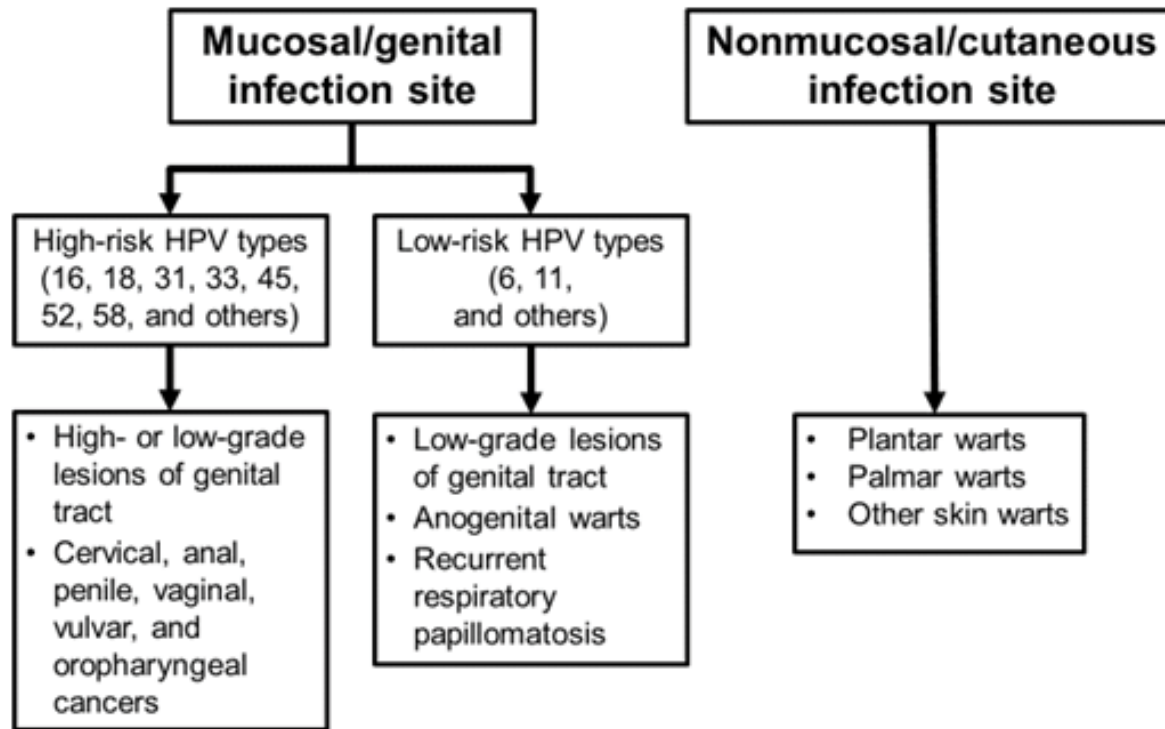 Mucosal/genital
infection site
Nonmucosal/cutaneous
infection site
High-risk HPV types
(16, 18, 31, 33, 45,
52, 58, and others)
Low-risk HPV types
(6, 11,
and others)
• High- or low-grade
lesions of genital
tract
• Cervical, anal,
penile, vaginal,
vulvar, and
oropharyngeal
cancers
• Low-grade lesions
of genital tract
• Anogenital warts
• Recurrent
respiratory
papillomatosis
• Plantar warts
• Palmar warts
• Other skin warts